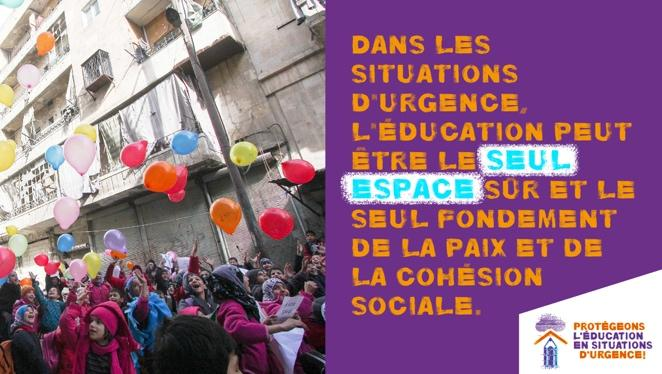 DANS LES
SITUATIONS
D'URGENCE,
L'ÉDUCATION PEUT
ÊTRE LE SEUL
ESPACE SÛR ET LE
SEUL FONDEMENT
DE LA PAIX ET DE
LA COHÉSION
SOCIALE.
PROTÉGEONS
L'ÉDUCATION
EN SITUATIONS
D'URGENCE!